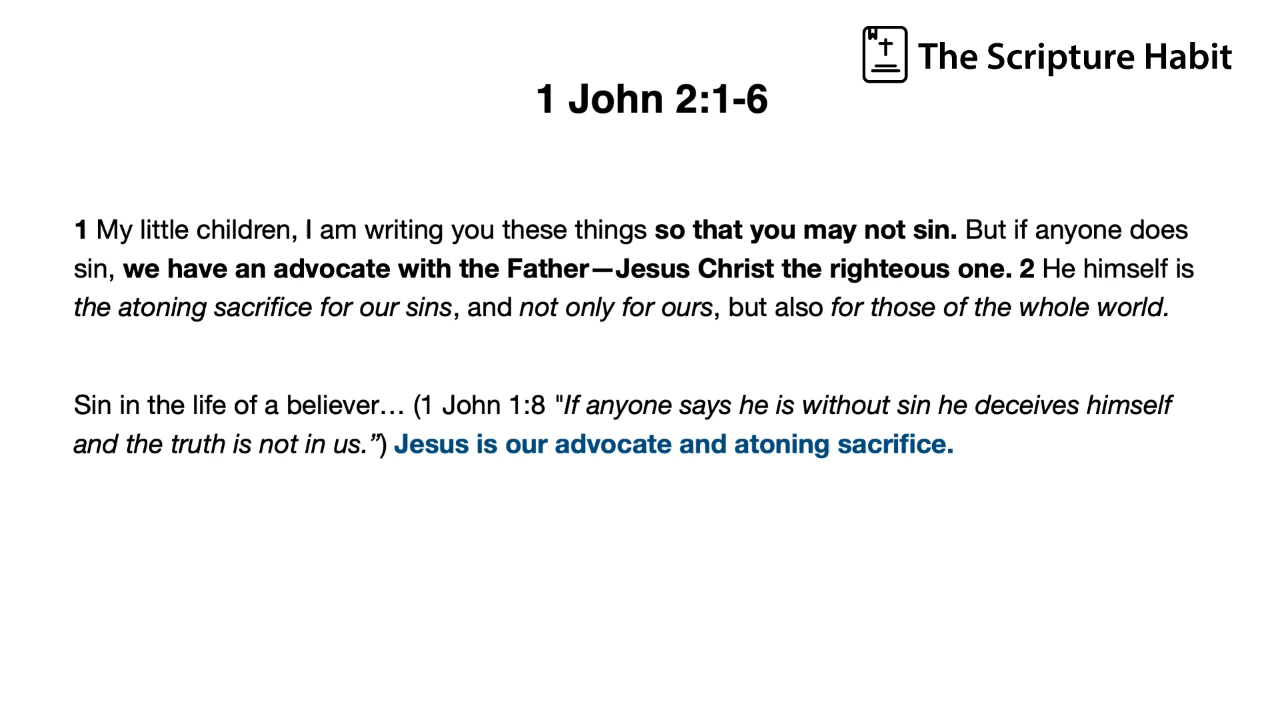 The Scripture Habit
1 John 2:1-6
1 My little children, I am writing you these things so that you may not sin. But if anyone does
sin, we have an advocate with the Father—Jesus Christ the righteous one. 2 He himself is
the atoning sacrifice for our sins, and not only for ours, but also for those of the whole world.
Sin in the life of a believer… (1 John 1:8 "If anyone says he is without sin he deceives himself
and the truth is not in us.”) Jesus is our advocate and atoning sacrifice.